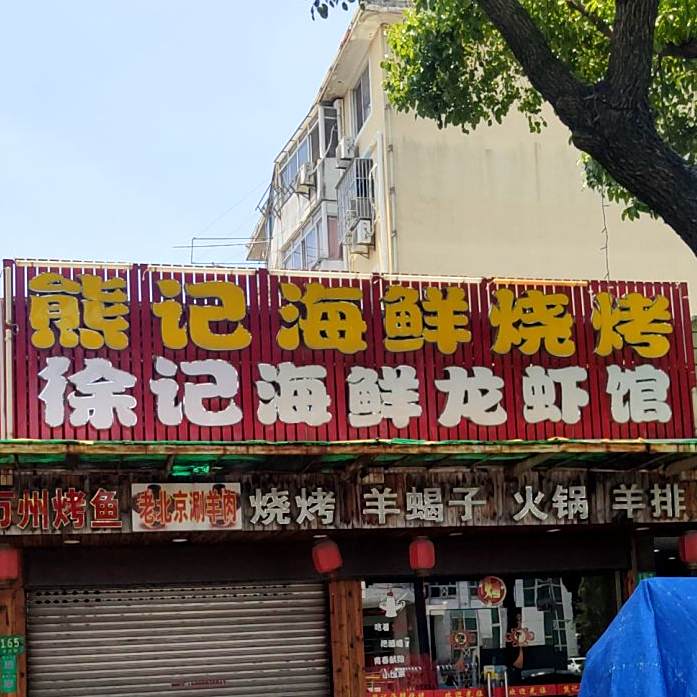 熊记海鲜烧烤
徐记海鲜龙虾馆
万州烤鱼 老北京涮羊肉 烧烤 羊蝎子 火锅 羊排
165